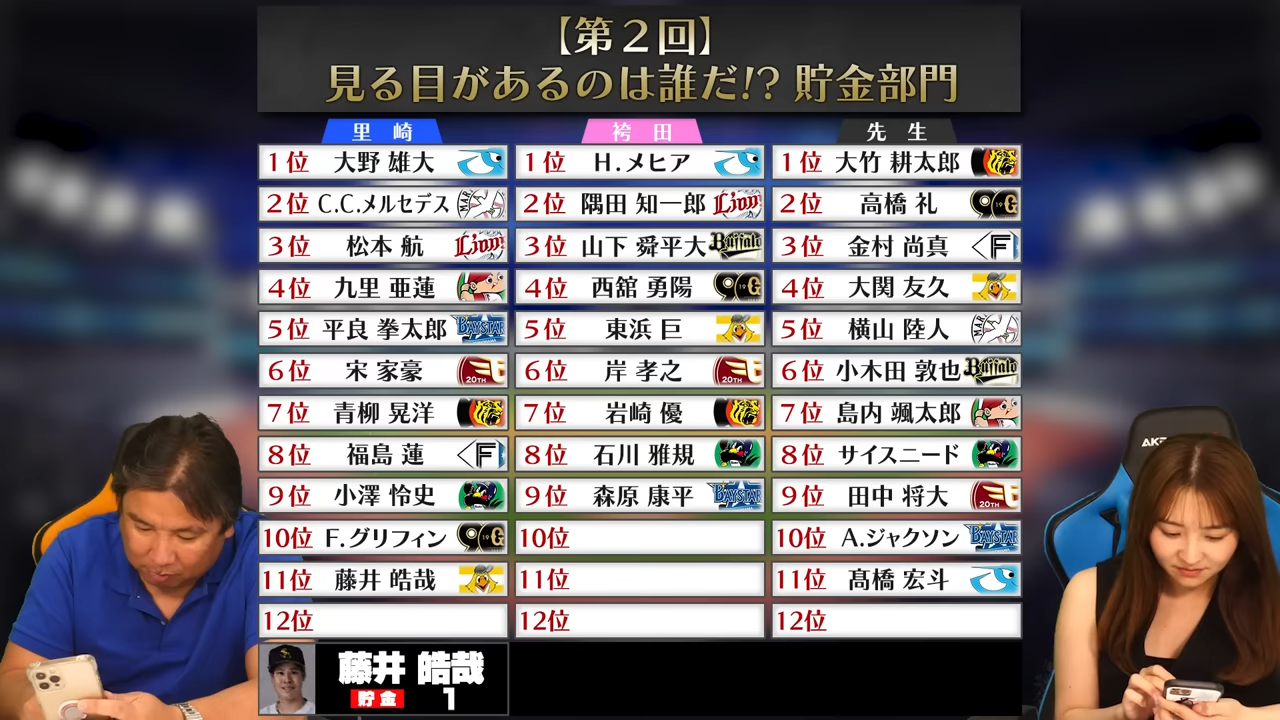 【第２回】
見る目があるのは誰だ!? 貯金部門
里崎
1位 大野 雄大
2位 C.C.メルセデス
3位 松本 航
4位 九里 亜蓮
5位 平良 拳太郎
6位 宋 家豪
7位 青柳 晃洋
8位 福島 蓮
9位 小澤 怜史
10位 F.グリフィン
11位 藤井 皓哉
12位
袴田
1位 H.メヒア
2位 隅田 知一郎
3位 山下 舜平大
4位 西舘 勇陽
5位 東浜 巨
6位 岸 孝之
7位 岩崎 優
8位 石川 雅規
9位 森原 康平
10位
11位
12位
先生
1位 大竹 耕太郎
2位 高橋 礼
3位 金村 尚真
4位 大関 友久
5位 横山 陸人
6位 小木田 敦也
7位 島内 颯太郎
8位 サイスニード
9位 田中 将大
10位 A.ジャクソン
11位 髙橋 宏斗
12位
藤井 皓哉
貯金 1